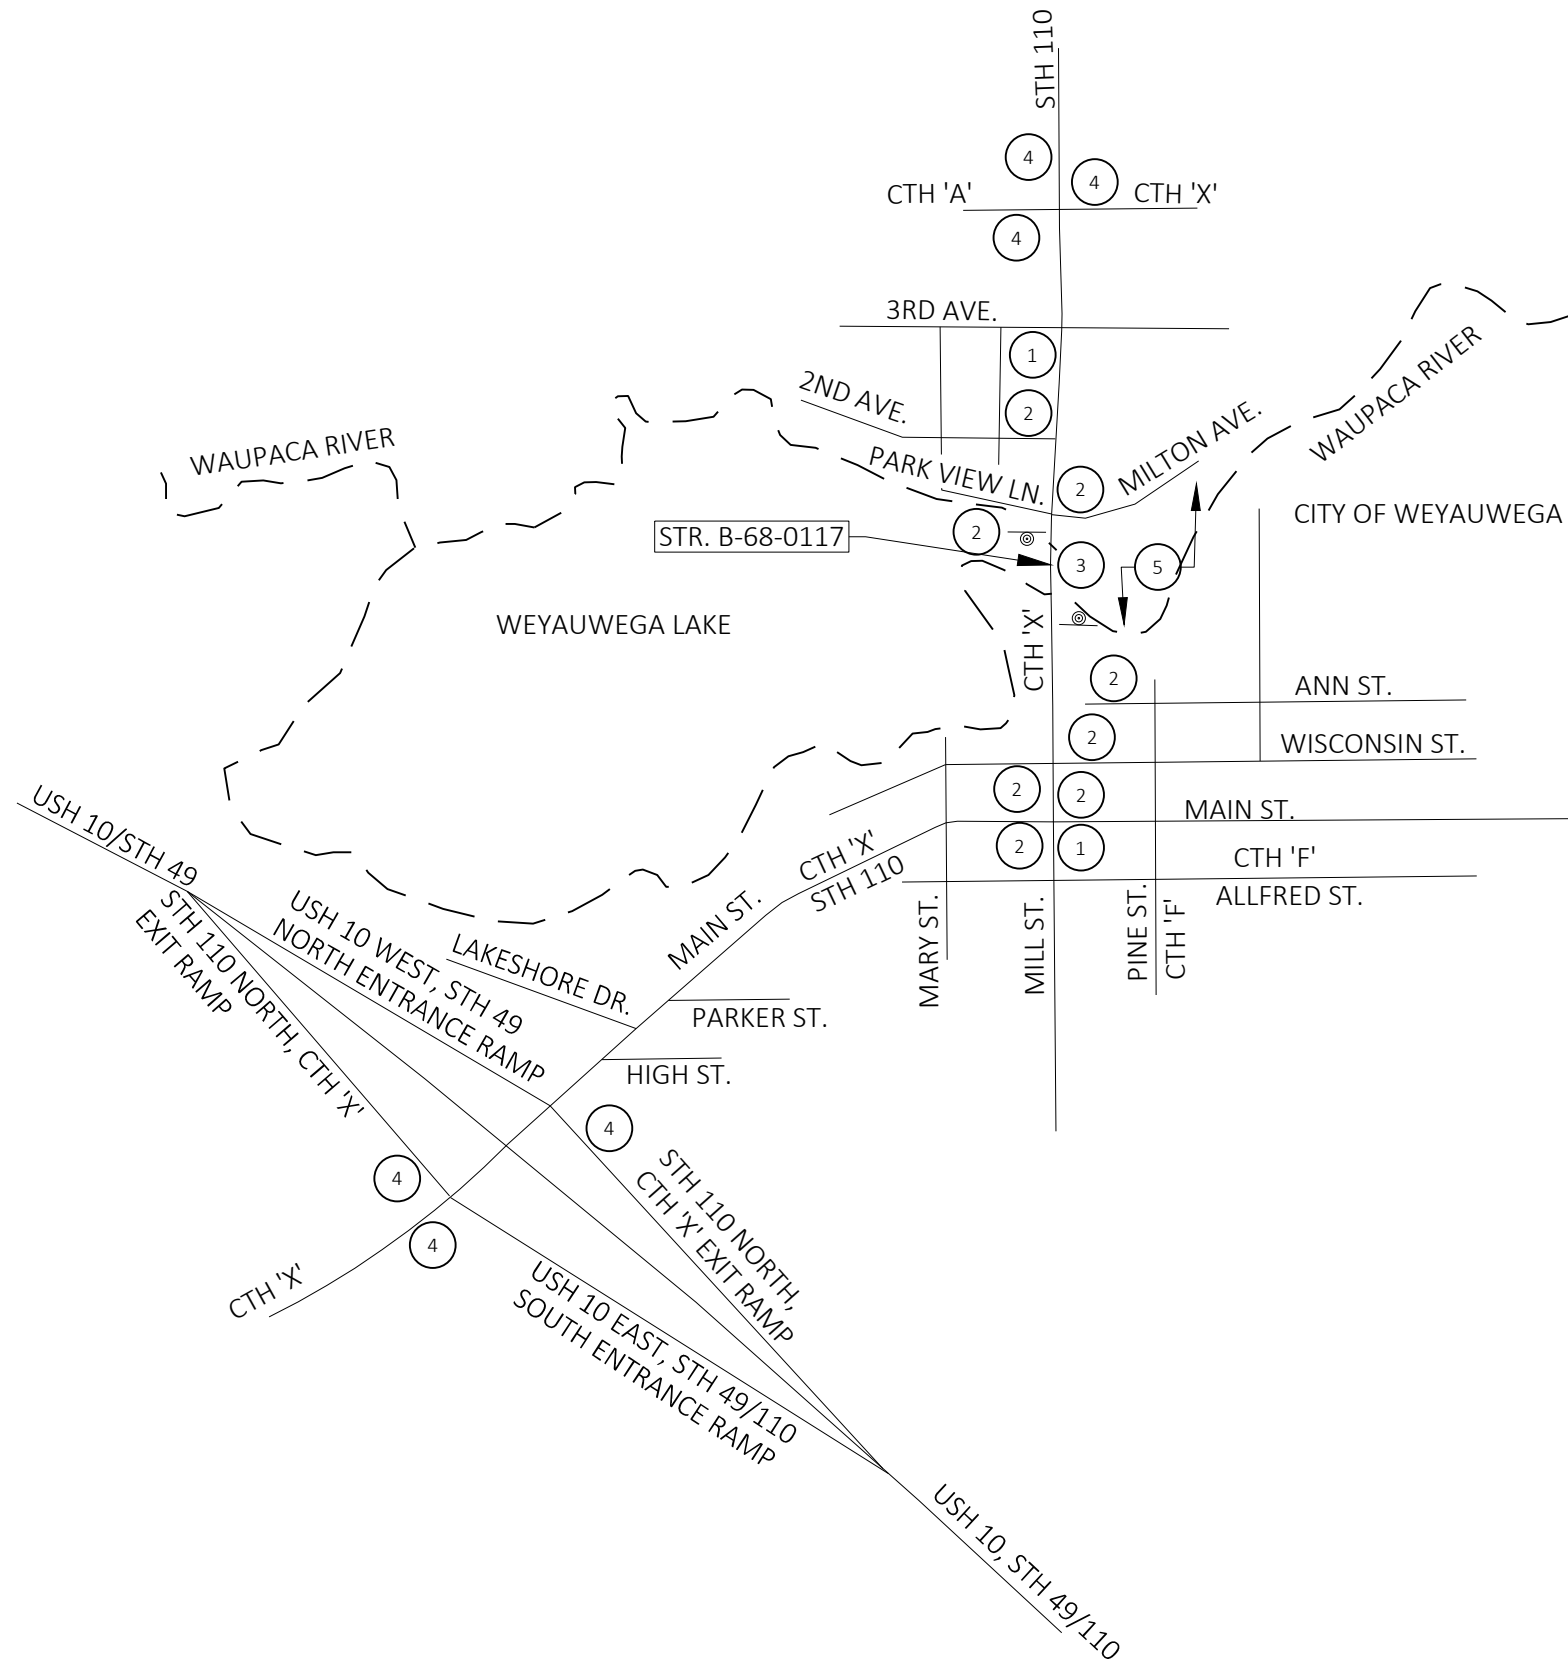 STH 110
4
4
CTH 'A'
CTH 'X'
4
3RD AVE.
1
2ND AVE.
2
WAUPACA RIVER
WAUPACA RIVER
PARK VIEW LN.
2
MILTON AVE.
CITY OF WEYAUWEGA
STR. B-68-0117
2
3
5
WEYAUWEGA LAKE
CTH 'X'
2
ANN ST.
2
WISCONSIN ST.
2
2
MAIN ST.
USH 10/STH 49
CTH 'X'
STH 110
2
1
CTH 'F'
ALLFRED ST.
STH 110 NORTH, CTH 'X'
EXIT RAMP
USH 10 WEST, STH 49
NORTH ENTRANCE RAMP
LAKESHORE DR.
MAIN ST.
MARY ST.
MILL ST.
PINE ST.
CTH 'F'
PARKER ST.
HIGH ST.
4
4
4
STH 110 NORTH,
CTH 'X' EXIT RAMP
CTH 'X'
USH 10 EAST, STH 49/110
SOUTH ENTRANCE RAMP
USH 10, STH 49/110